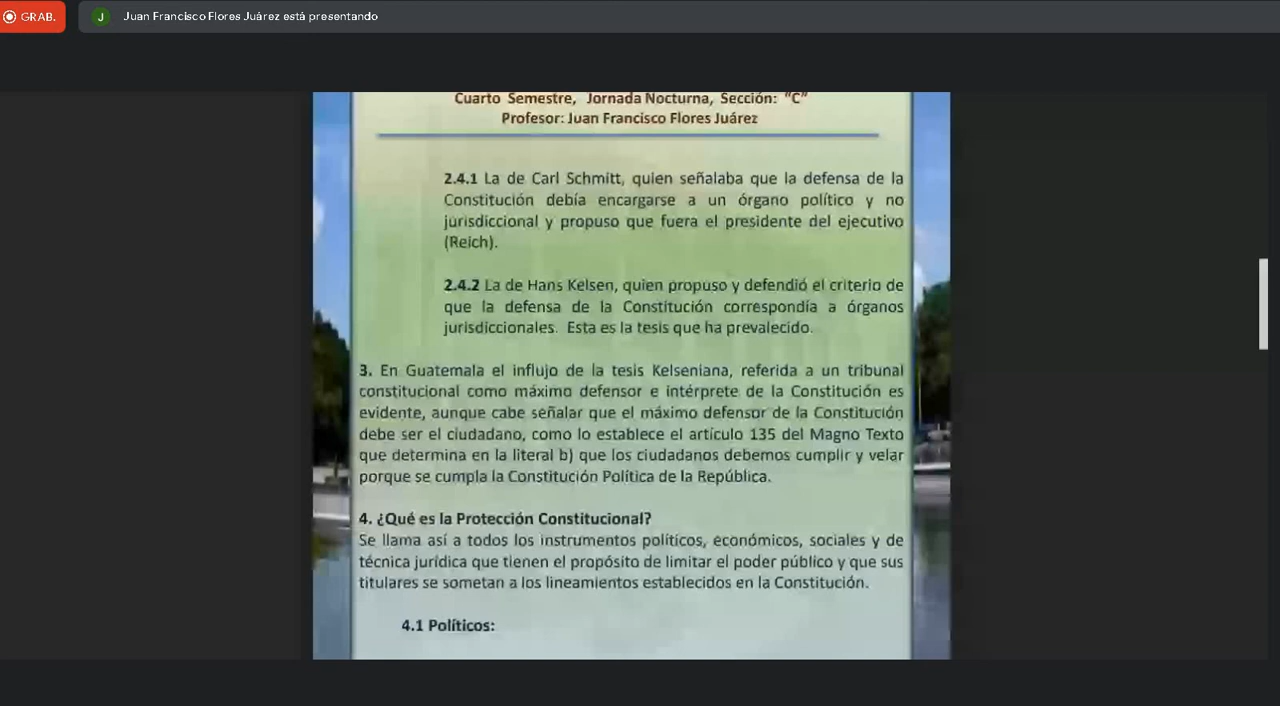 GRAB.
J
Juan Francisco Flores Juárez está presentando
Cuarto Semestre, Jornada Nocturna, Sección: "C"
Profesor: Juan Francisco Flores Juárez
2.4.1 La de Carl Schmitt, quien señalaba que la defensa de la
Constitución debía encargarse a un órgano político y no
jurisdiccional y propuso que fuera el presidente del ejecutivo
(Reich).
2.4.2 La de Hans Kelsen, quien propuso y defendió el criterio de
que la defensa de la Constitución correspondía a órganos
jurisdiccionales. Esta es la tesis que ha prevalecido.
3. En Guatemala el influjo de la tesis Kelseniana, referida a un tribunal
constitucional como máximo defensor e intérprete de la Constitución es
evidente, aunque cabe señalar que el máximo defensor de la Constitución
debe ser el ciudadano, como lo establece el artículo 135 del Magno Texto
que determina en la literal b) que los ciudadanos debemos cumplir y velar
porque se cumpla la Constitución Política de la República.
4. ¿Qué es la Protección Constitucional?
Se llama así a todos los instrumentos políticos, económicos, sociales y de
técnica jurídica que tienen el propósito de limitar el poder público y que sus
titulares se sometan a los lineamientos establecidos en la Constitución.
4.1 Políticos: